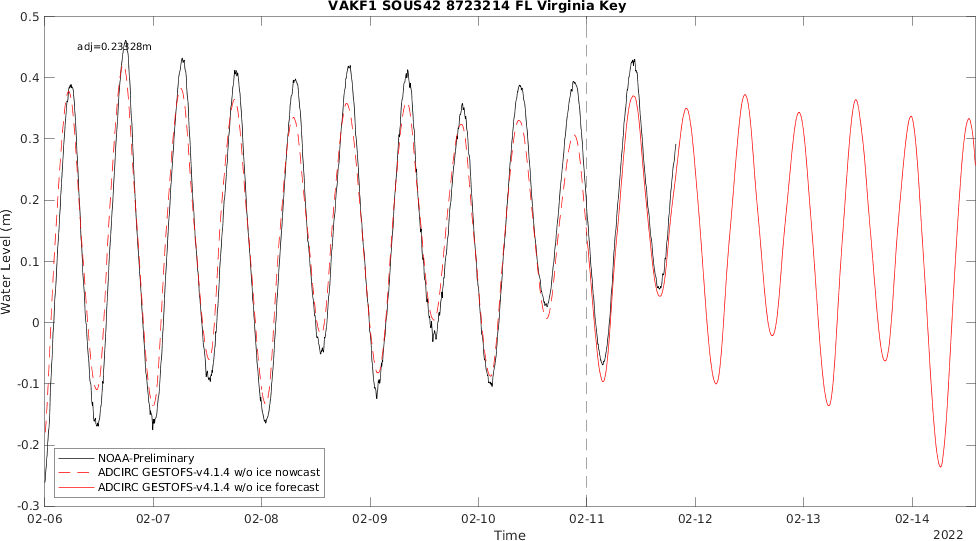 VAKF1 SOUS42 8723214 FL Virginia Key
adj=0.23328m
Water Level (m)
0.5
0.4
0.3
0.2
0.1
0
-0.1
-0.2
-0.3
NOAA-Preliminary
ADCIRC GESTOFS-v4.1.4 w/o ice nowcast
ADCIRC GESTOFS-v4.1.4 w/o ice forecast
02-06 02-07 02-08 02-09 02-10 02-11 02-12 02-13 02-14
Time
2022